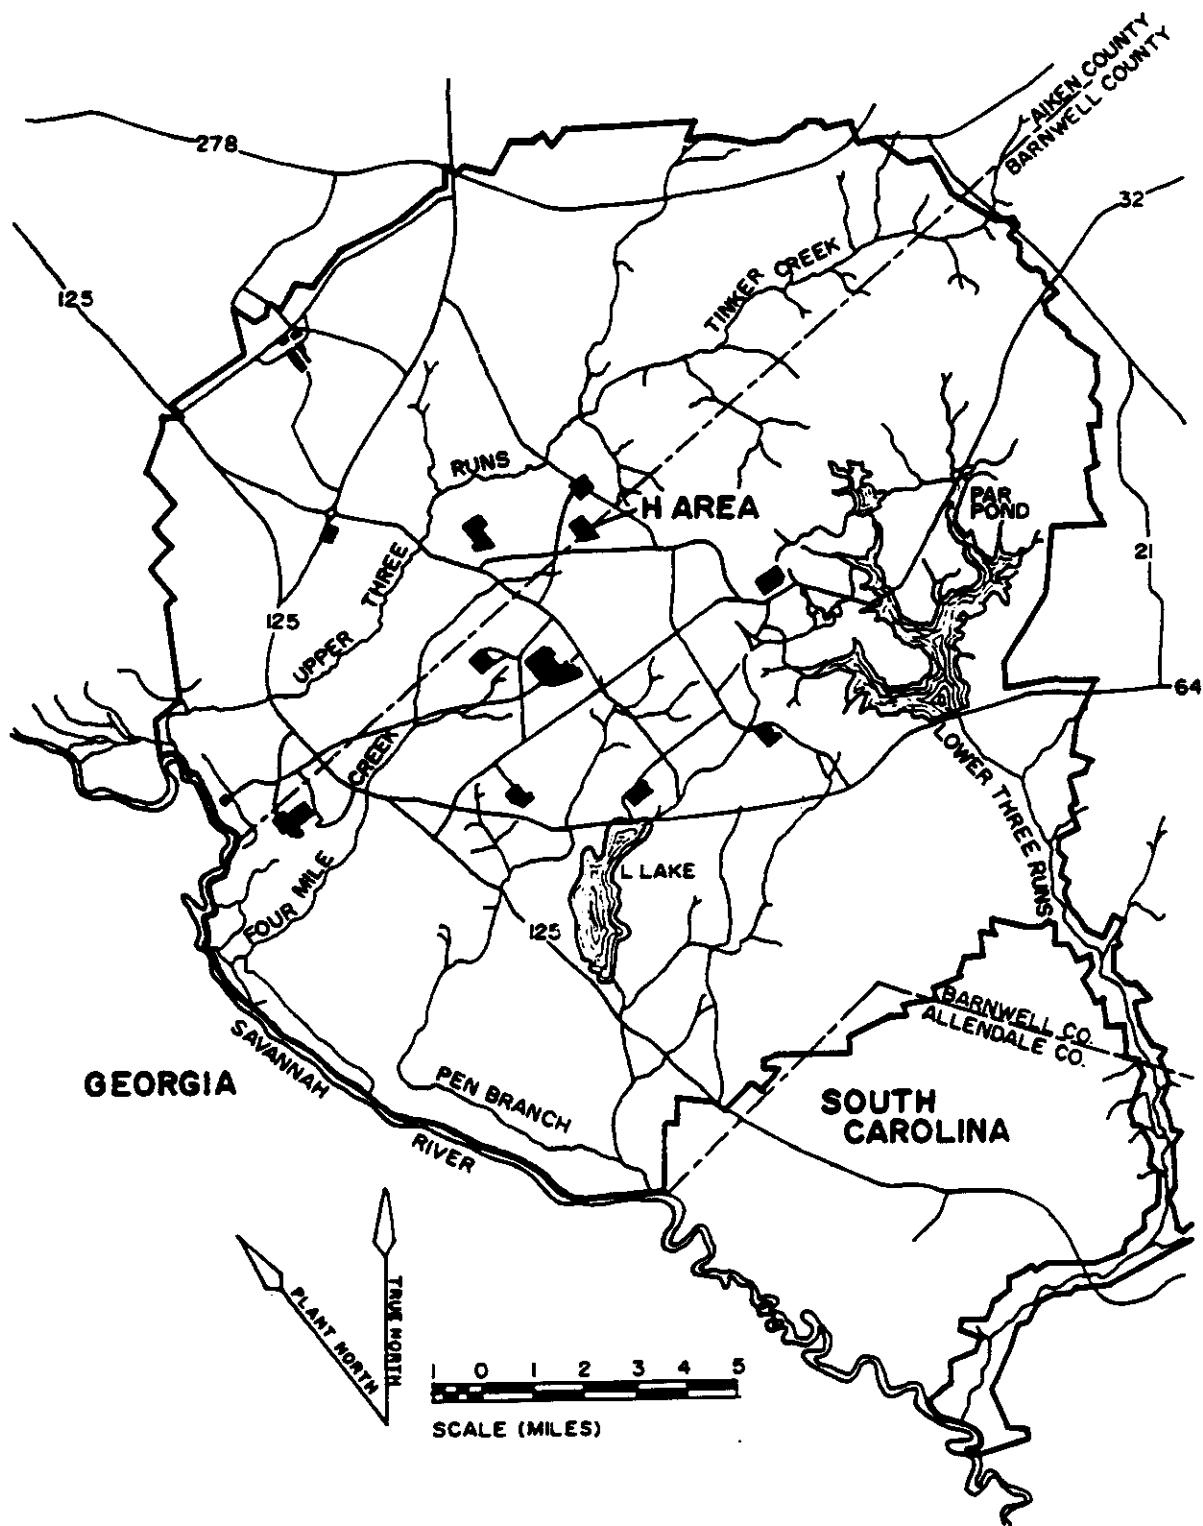 AIKEN COUNTY
BARNWELL COUNTY
278
32
125
TINKER CREEK
RUNS
H AREA
PAR
POND
21
THREE
125
UPPER
64
CREEK
LOWER THREE RUNS
L LAKE
FOUR MILE
125
BARNWELL CO.
ALLENDALE CO.
SAVANNAH
GEORGIA
PEN BRANCH
SOUTH
CAROLINA
RIVER
PLANT NORTH
TRUE NORTH
1 0 1 2 3 4 5
SCALE (MILES)